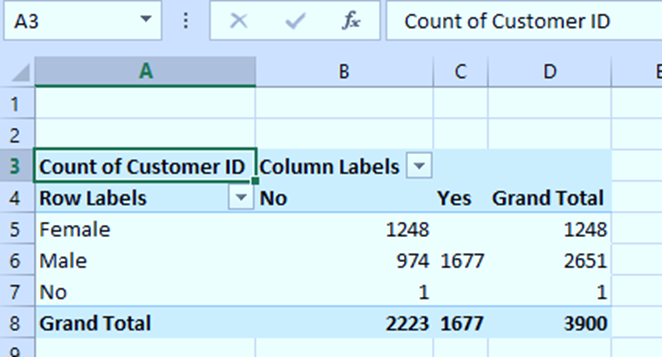 A3 fx Count of Customer ID
A B C D E
1
2
3 Count of Customer ID Column Labels
4 Row Labels No Yes Grand Total
5 Female 1248 1248
6 Male 974 1677 2651
7 No 1 1
8 Grand Total 2223 1677 3900
9